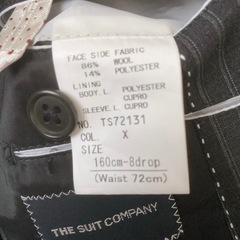 FACE SIDE FABRIC
86% WOOL
14% POLYESTER
LINING
BODY.L. POLYESTER
CUPRO
SLEEVE.L. CUPRO
NO. TS72131
COL. X
SIZE
160cm-8drop
(Waist 72cm)
THE SUIT COMPANY